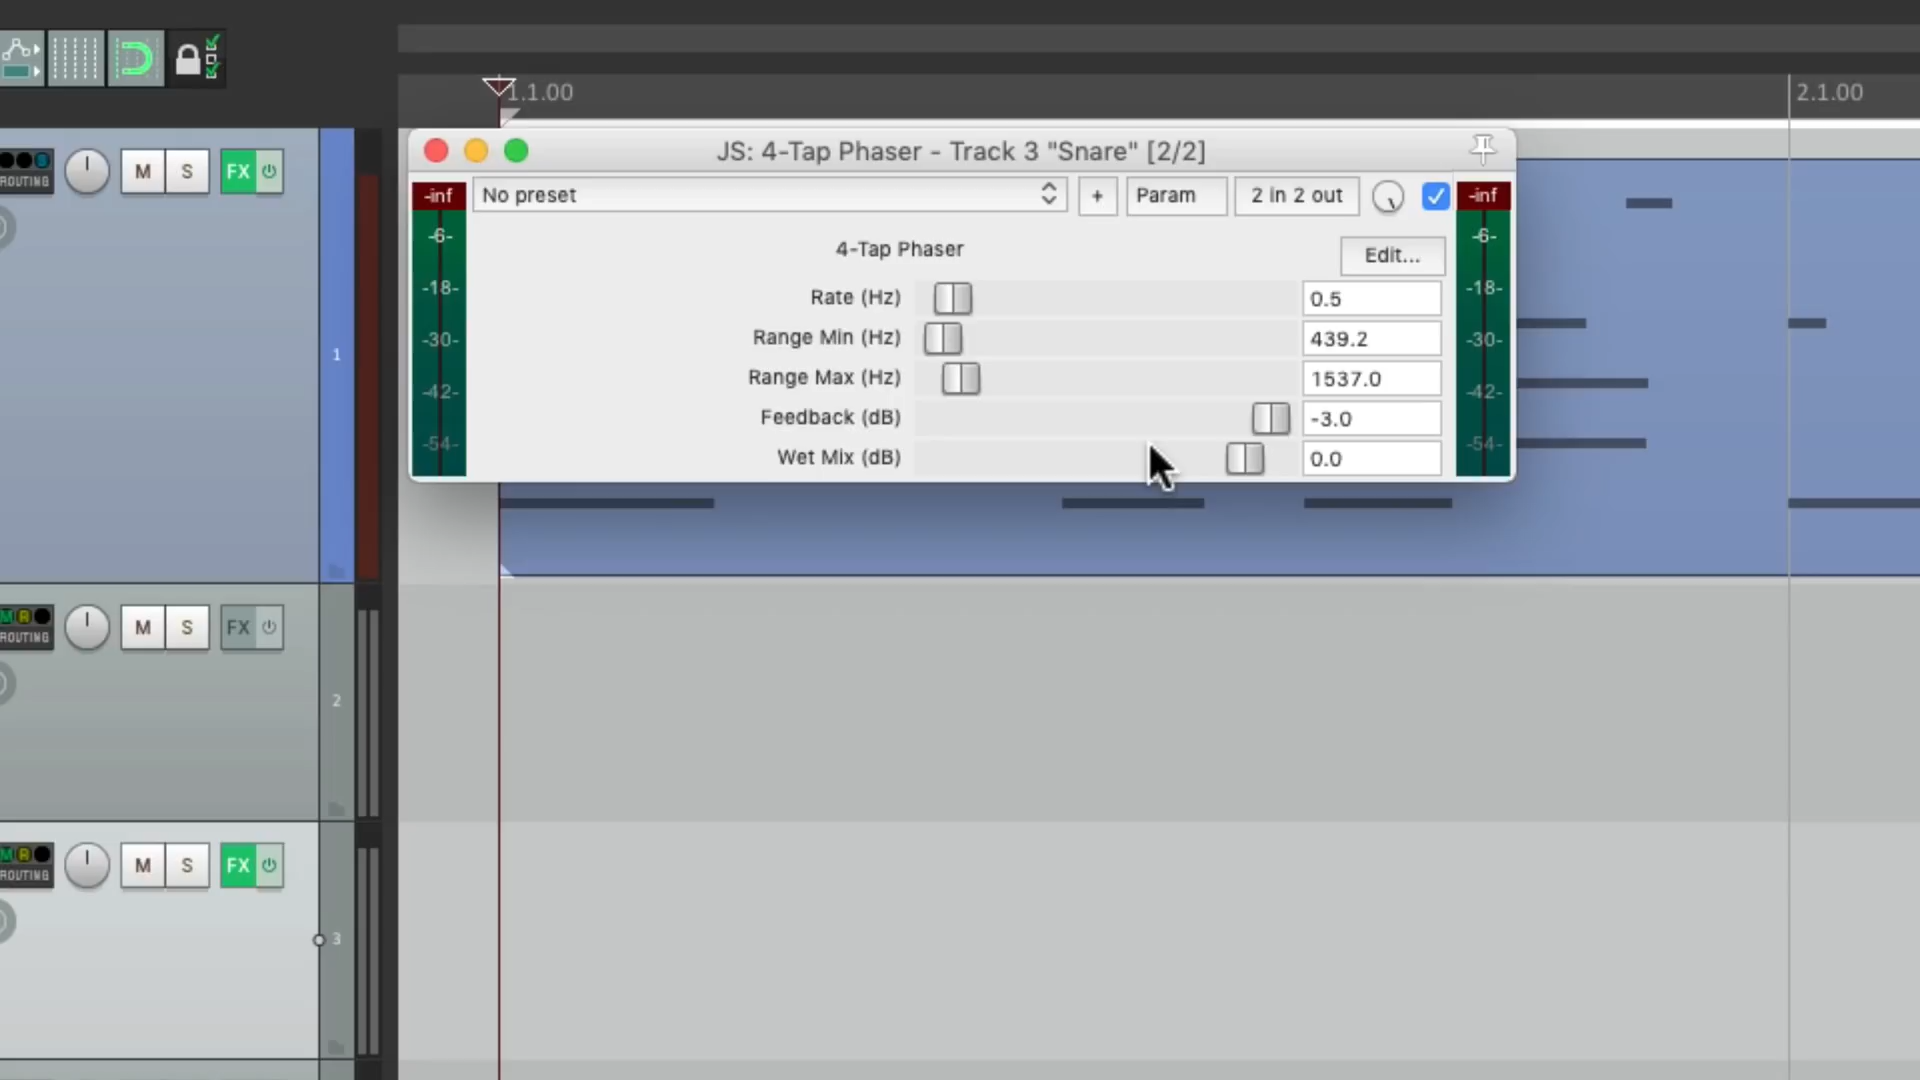 1.1.00
2.1.00
JS: 4-Tap Phaser - Track 3 "Snare" [2/2]
-inf
No preset
+
Param
2 in 2 out
-inf
4-Tap Phaser
Edit...
Rate (Hz)
0.5
Range Min (Hz)
439.2
Range Max (Hz)
1537.0
Feedback (dB)
-3.0
Wet Mix (dB)
0.0
-6-
-18-
-30-
-42-
-54-
-6-
-18-
-30-
-42-
-54-
ROUTING
M
S
FX
1
M R
ROUTING
M
S
FX
2
M R
ROUTING
M
S
FX
3